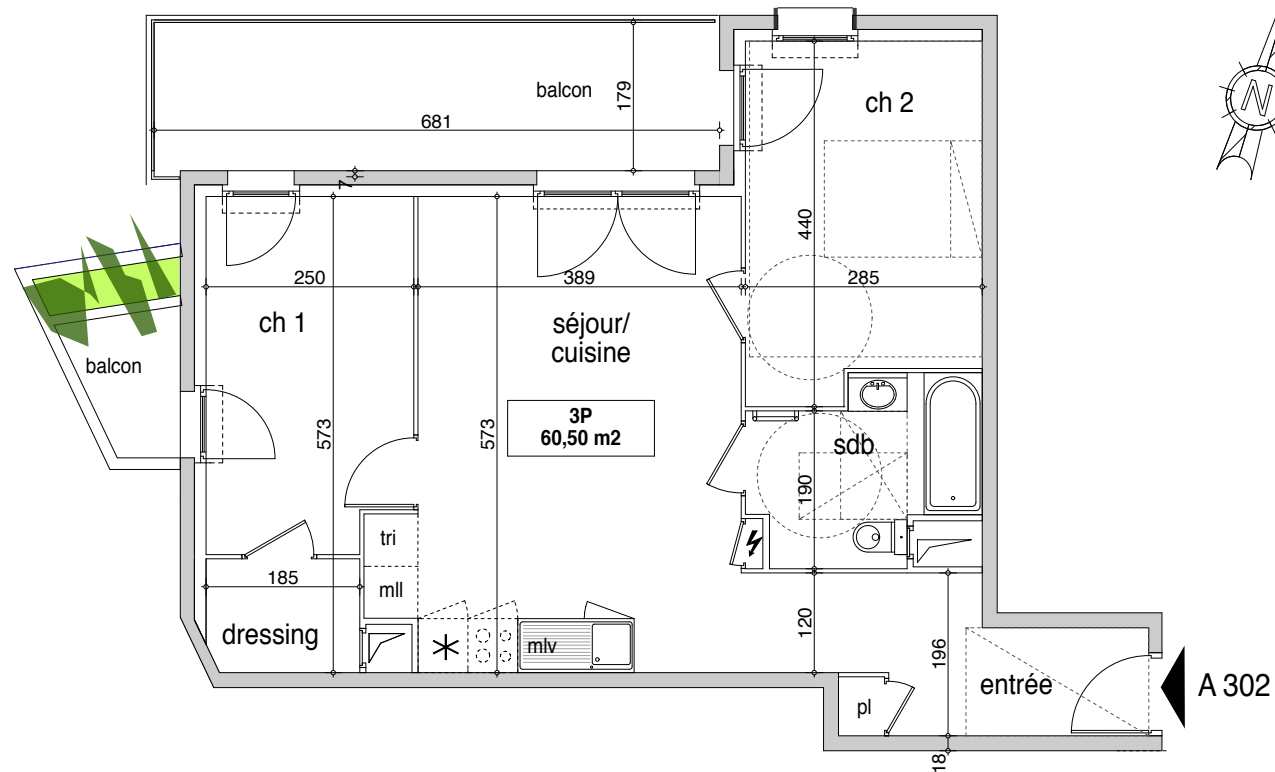 balcon
179
681
ch 2
N
7
440
250
389
285
ch 1
séjour/
cuisine
balcon
3P
60,50 m2
573
573
sdb
190
tri
mll
185
dressing
mlv
120
196
entrée
A 302
pl
18